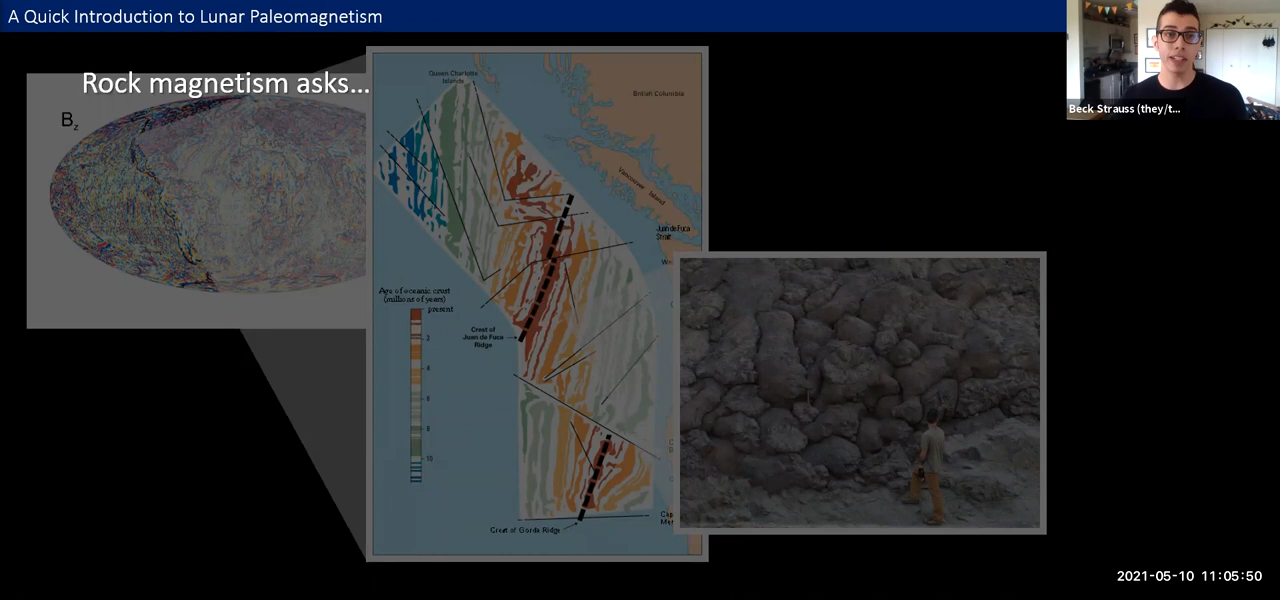 A Quick Introduction to Lunar Paleomagnetism
Rock magnetism asks...
Bz
Queen Charlotte
Islands
British Columbia
Vancouver Island
Juan de Fuca
Strait
Age of oceanic crust
(millions of years)
present
2
4
6
8
10
Crest of
Juan de Fuca
Ridge
Crest of Gorda Ridge
Beck Strauss (they/t...
2021-05-10 11:05:50